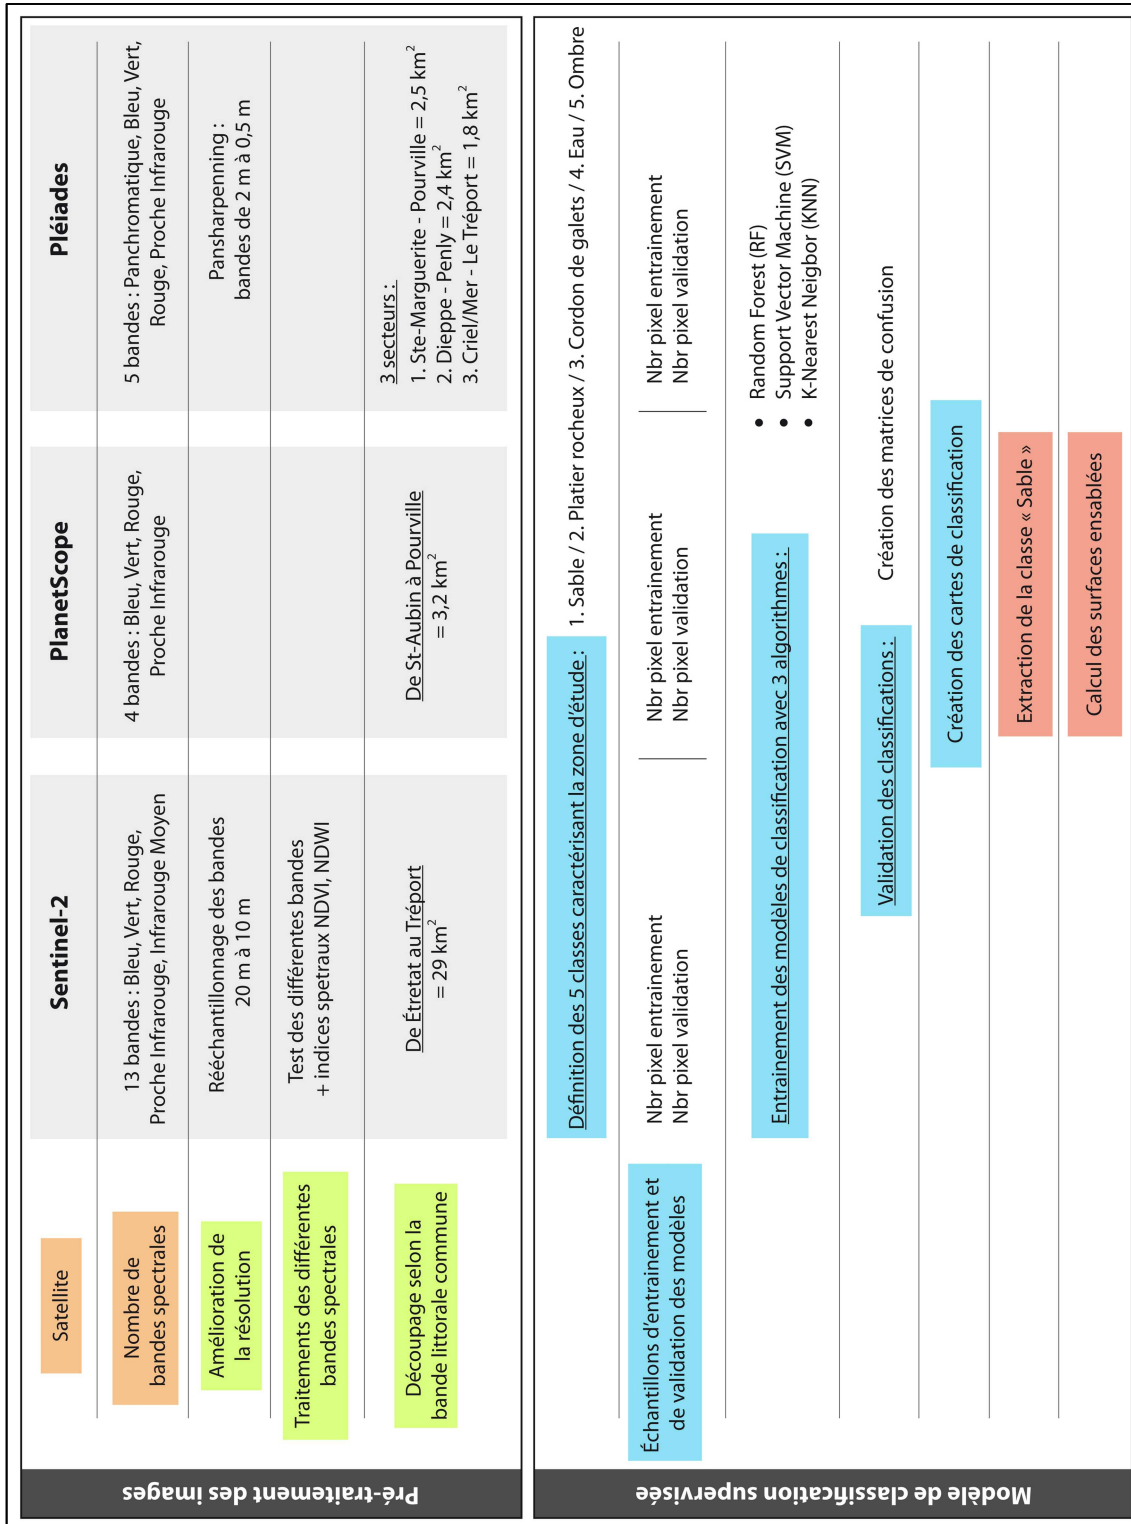 Pré-traitement des images
Satellite
Sentinel-2
PlanetScope
Pléiades
Nombre de
bandes spectrales
13 bandes : Bleu, Vert, Rouge,
Proche Infrarouge, Infrarouge Moyen
4 bandes : Bleu, Vert, Rouge,
Proche Infrarouge
5 bandes : Panchromatique, Bleu, Vert,
Rouge, Proche Infrarouge
Amélioration de
la résolution
Rééchantillonnage des bandes
20 m à 10 m
Pansharpenning :
bandes de 2 m à 0,5 m
Traitements des différentes
bandes spectrales
Test des différentes bandes
+ indices spetraux NDVI, NDWI
Découpage selon la
bande littorale commune
De Étretat au Tréport
= 29 km²
De St-Aubin à Pourville
= 3,2 km²
3 secteurs :
1. Ste-Marguerite - Pourville = 2,5 km²
2. Dieppe - Penly = 2,4 km²
3. Criel/Mer - Le Tréport = 1,8 km²
Modèle de classification supervisée
Définition des 5 classes caractérisant la zone d'étude : 1. Sable / 2. Platier rocheux / 3. Cordon de galets / 4. Eau / 5. Ombre
Échantillons d'entrainement et
de validation des modèles
Nbr pixel entrainement
Nbr pixel validation
Nbr pixel entrainement
Nbr pixel validation
Nbr pixel entrainement
Nbr pixel validation
Entrainement des modèles de classification avec 3 algorithmes :
• Random Forest (RF)
• Support Vector Machine (SVM)
• K-Nearest Neigbor (KNN)
Validation des classifications :
Création des matrices de confusion
Création des cartes de classification
Extraction de la classe « Sable »
Calcul des surfaces ensablées